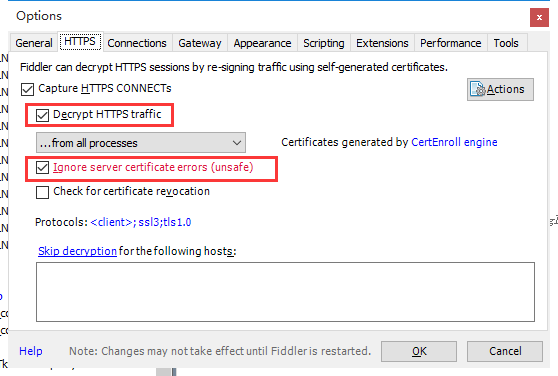 Options
x
General HTTPS Connections Gateway Appearance Scripting Extensions Performance Tools
Fiddler can decrypt HTTPS sessions by re-signing traffic using self-generated certificates.
Capture HTTPS CONNECTs
Actions
Decrypt HTTPS traffic
...from all processes
Certificates generated by CertEnroll engine
Ignore server certificate errors (unsafe)
Check for certificate revocation
Protocols: <client>; ssl3;tls1.0
Skip decryption for the following hosts:
Help
Note: Changes may not take effect until Fiddler is restarted.
OK
Cancel